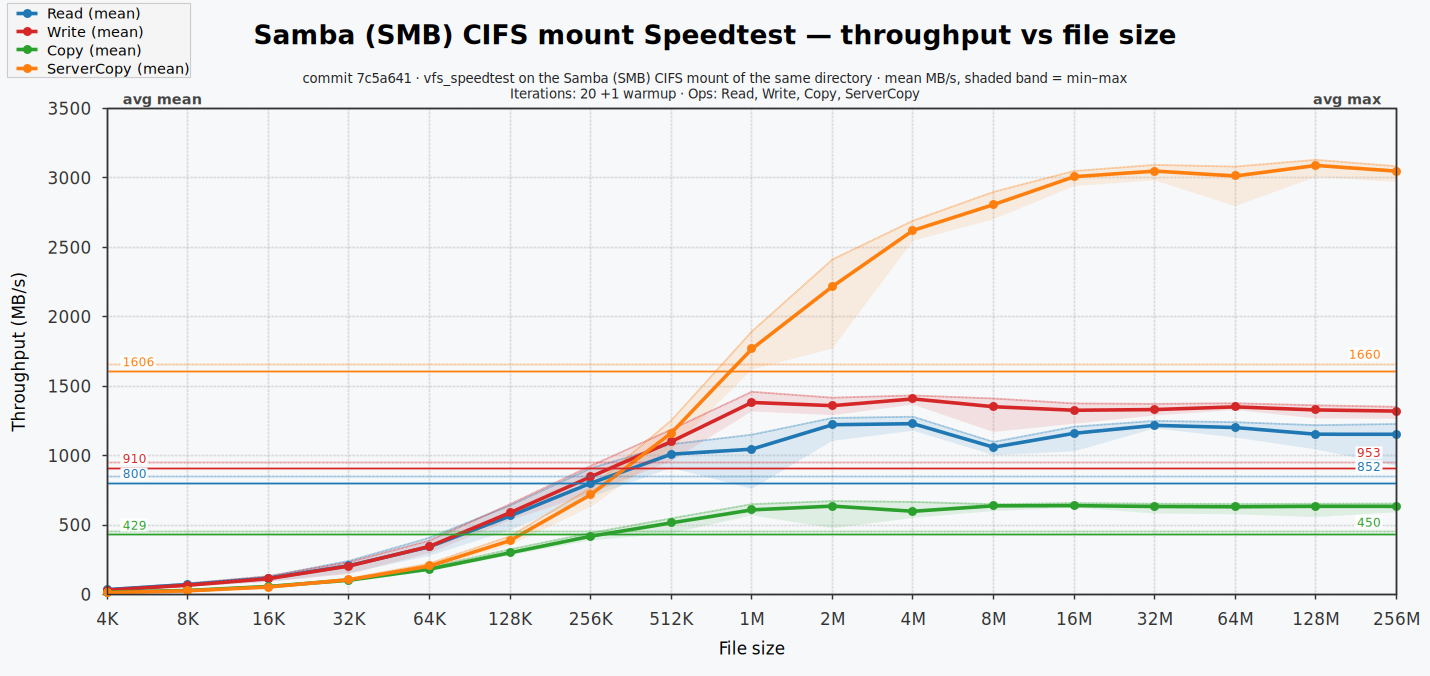 Read (mean)
Write (mean)
Copy (mean)
ServerCopy (mean)
Samba (SMB) CIFS mount Speedtest — throughput vs file size
commit 7c5a641 · vfs_speedtest on the Samba (SMB) CIFS mount of the same directory · mean MB/s, shaded band = min–max
Iterations: 20 +1 warmup · Ops: Read, Write, Copy, ServerCopy
avg mean
avg max
3500
3000
2500
2000
1500
1000
500
0
Throughput (MB/s)
1606
910
800
429
1660
953
852
450
4K 8K 16K 32K 64K 128K 256K 512K 1M 2M 4M 8M 16M 32M 64M 128M 256M
File size